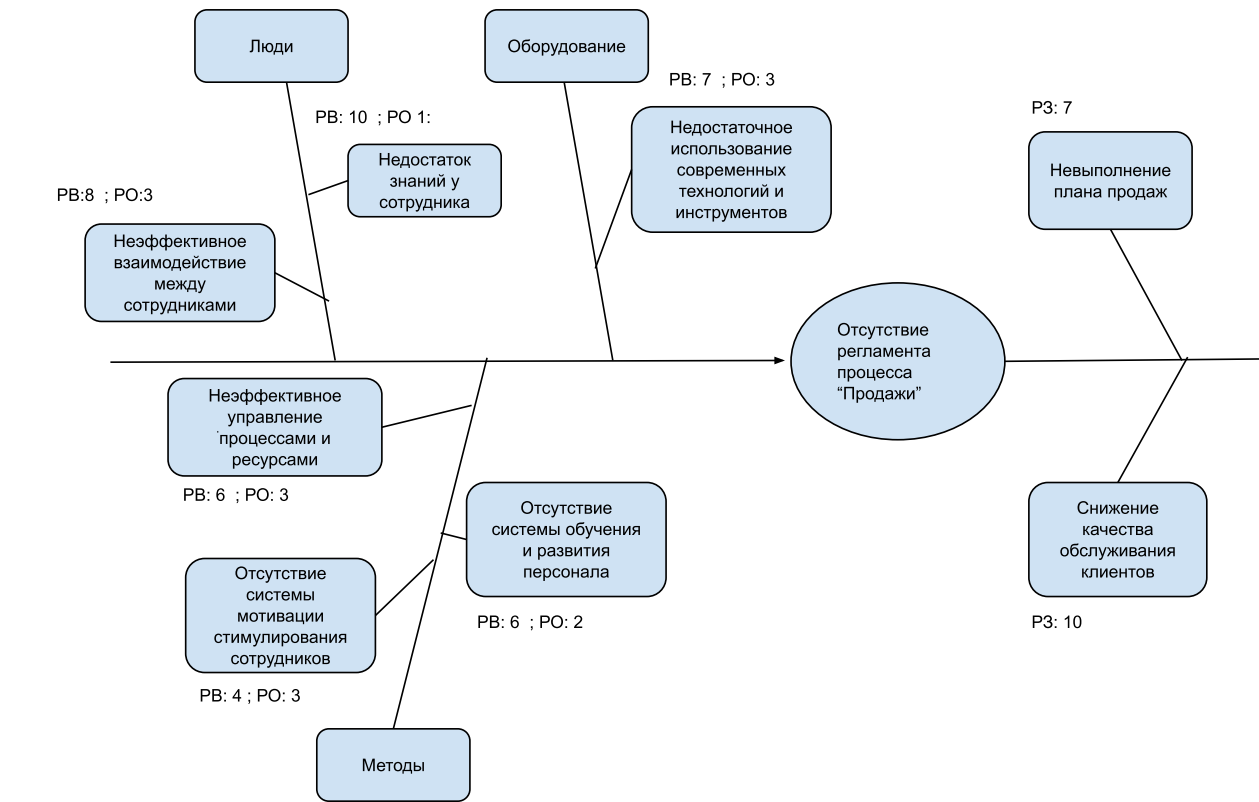 Люди
Оборудование
РВ: 7  ; РО: 3
РЗ: 7
РВ: 10  ; РО 1:
Недостаточное
использование
современных
технологий и
инструментов
Невыполнение
плана продаж
Недостаток
знаний у
сотрудника
РВ:8  ; РО:3
Неэффективное
взаимодействие
между
сотрудниками
Отсутствие
регламента
процесса
“Продажи”
Неэффективное
управление
процессами и
ресурсами
РВ: 6  ; РО: 3
Отсутствие
системы обучения
и развития
персонала
РВ: 6  ; РО: 2
Снижение
качества
обслуживания
клиентов
РЗ: 10
Отсутствие
системы
мотивации
стимулирования
сотрудников
РВ: 4 ; РО: 3
Методы